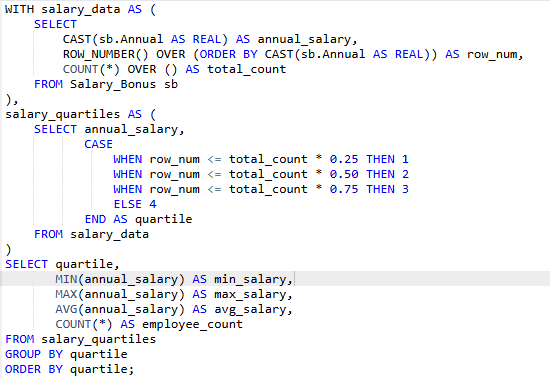 WITH salary_data AS (
    SELECT
        CAST(sb.Annual AS REAL) AS annual_salary,
        ROW_NUMBER() OVER (ORDER BY CAST(sb.Annual AS REAL)) AS row_num,
        COUNT(*) OVER () AS total_count
    FROM Salary_Bonus sb
),
salary_quartiles AS (
    SELECT annual_salary,
           CASE
               WHEN row_num <= total_count * 0.25 THEN 1
               WHEN row_num <= total_count * 0.50 THEN 2
               WHEN row_num <= total_count * 0.75 THEN 3
               ELSE 4
           END AS quartile
    FROM salary_data
)
SELECT quartile,
       MIN(annual_salary) AS min_salary,
       MAX(annual_salary) AS max_salary,
       AVG(annual_salary) AS avg_salary,
       COUNT(*) AS employee_count
FROM salary_quartiles
GROUP BY quartile
ORDER BY quartile;